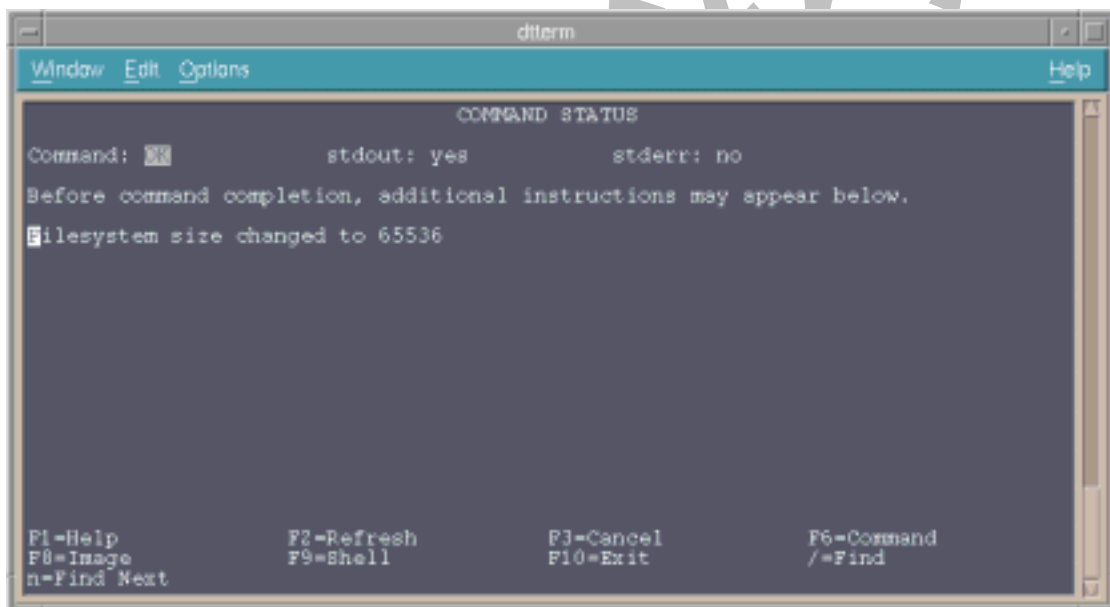 dtterm
Window Edit Options Help
COMMAND STATUS
Command: OK stdout: yes stderr: no
Before command completion, additional instructions may appear below.
Filesystem size changed to 65536
F1=Help F2=Refresh F3=Cancel F6=Command
F8=Image F9=Shell F10=Exit /=Find
n=Find Next